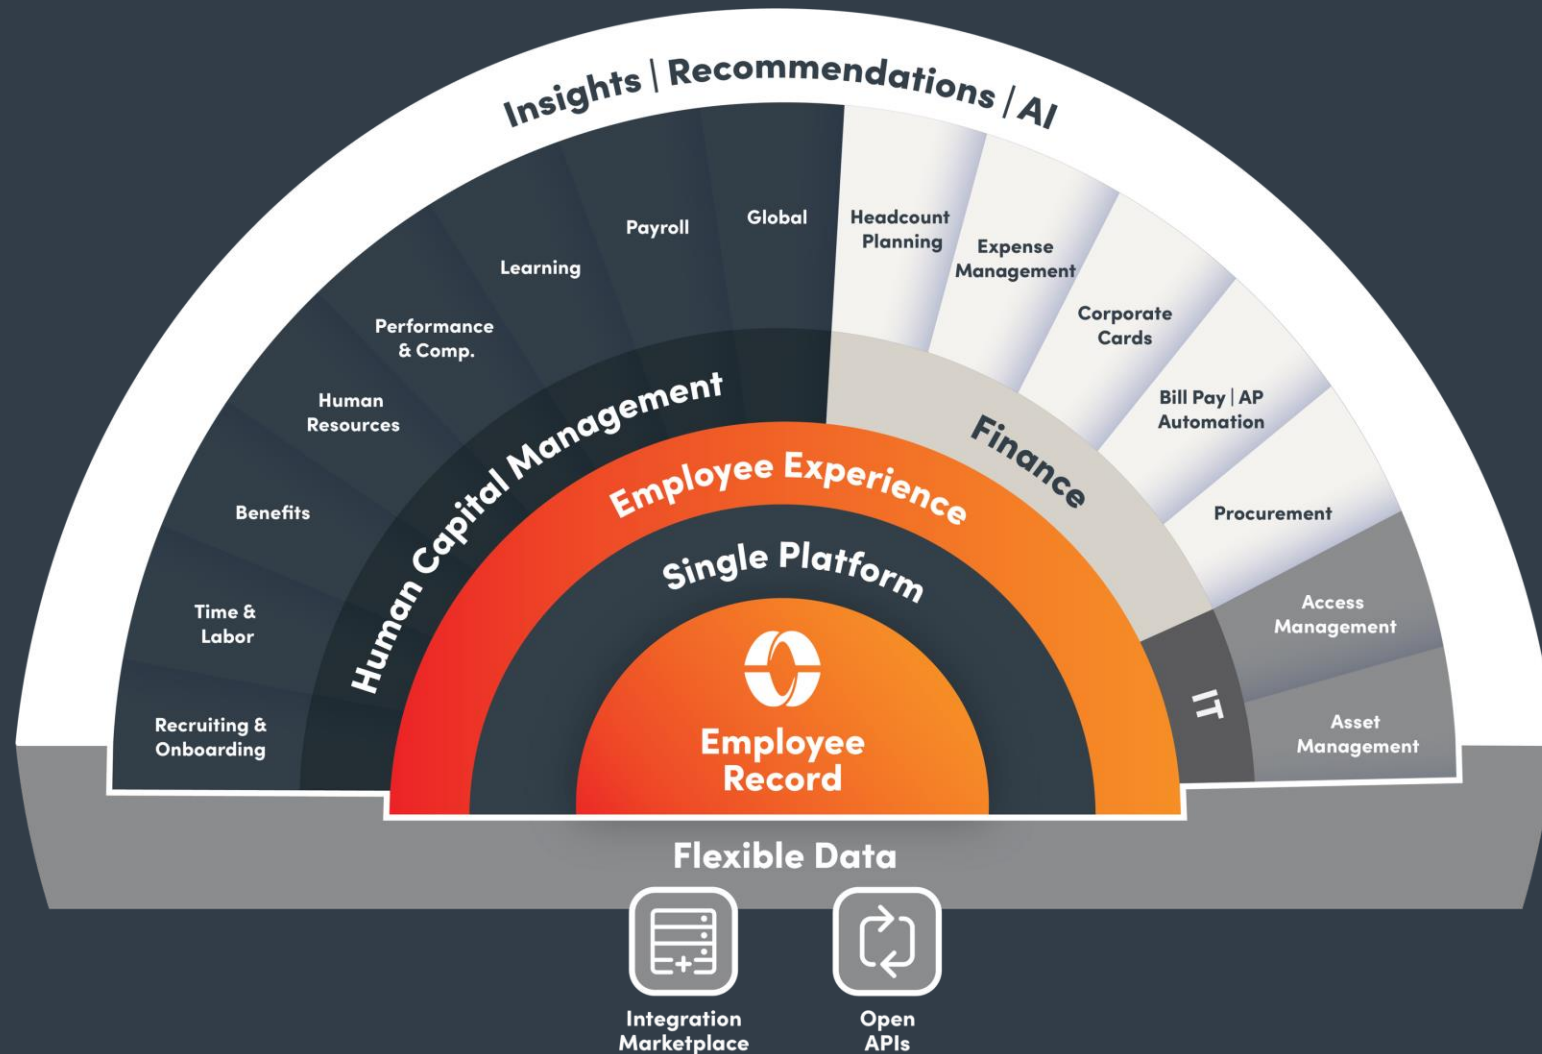 Insights | Recommendations | AI
Recruiting &
Onboarding
Time &
Labor
Benefits
Human
Resources
Performance
& Comp.
Learning
Payroll
Global
Headcount
Planning
Expense
Management
Corporate
Cards
Bill Pay | AP
Automation
Procurement
Access
Management
Asset
Management
Human Capital Management
Finance
IT
Employee Experience
Single Platform
Employee
Record
Flexible Data
Integration
Marketplace
Open
APIs